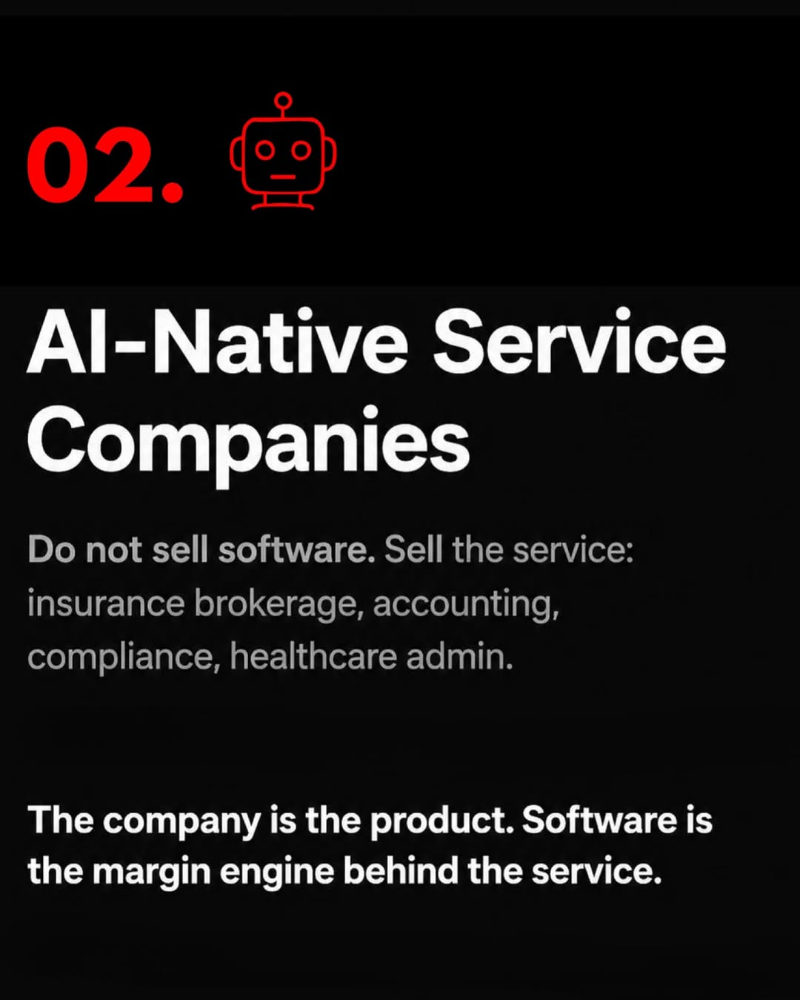 02.
AI-Native Service
Companies
Do not sell software. Sell the service:
insurance brokerage, accounting,
compliance, healthcare admin.
The company is the product. Software is
the margin engine behind the service.